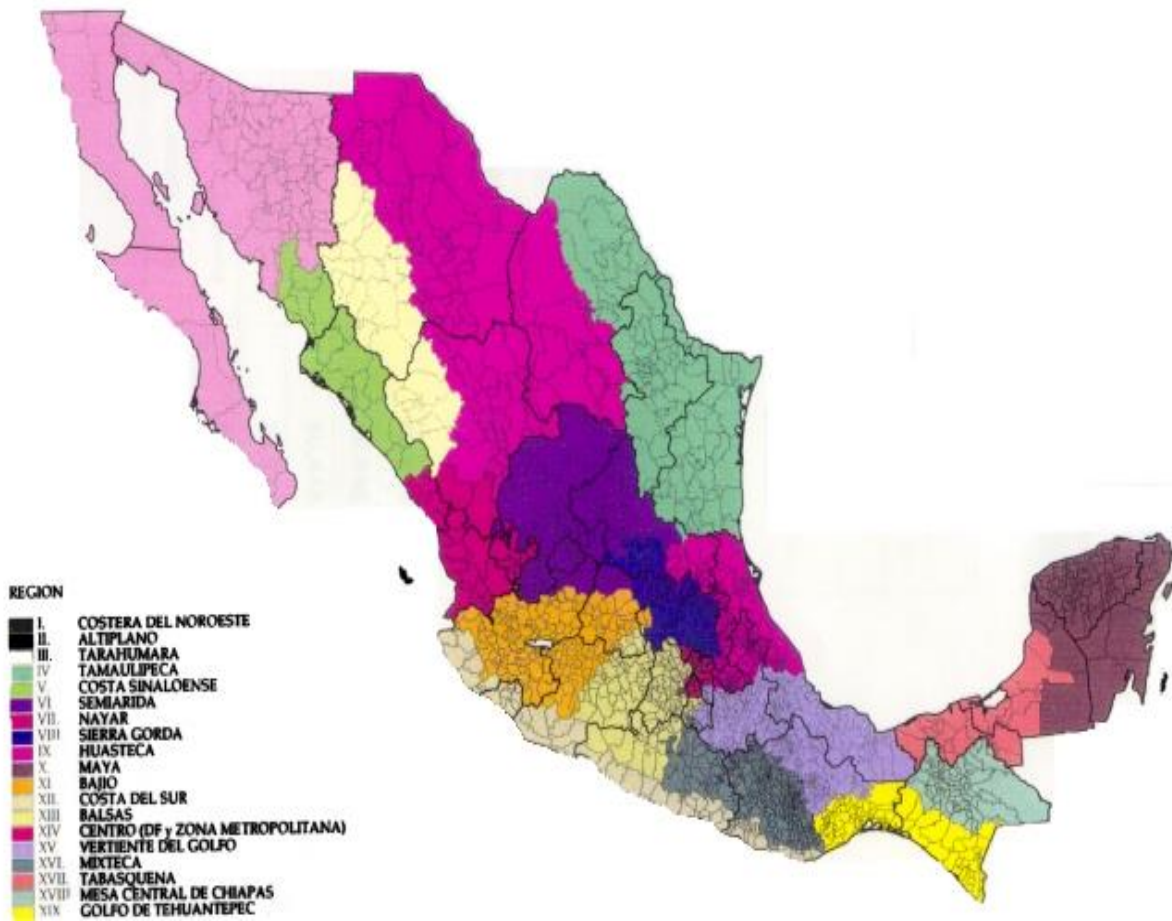 REGION
I. COSTERA DEL NOROESTE
II. ALTIPLANO
III. TARAHUMARA
IV TAMAULIPECA
V. COSTA SINALOENSE
VI SEMIARIDA
VII. NAYAR
VIII SIERRA GORDA
IX HUASTECA
X. MAYA
XI BAJIO
XII. COSTA DEL SUR
XIII BALSAS
XIV CENTRO (DF y ZONA METROPOLITANA)
XV. VERTIENTE DEL GOLFO
XVI. MIXTECA
XVII. TABASQUENA
XVIII MESA CENTRAL DE CHIAPAS
XIX GOLFO DE TEHUANTEPEC